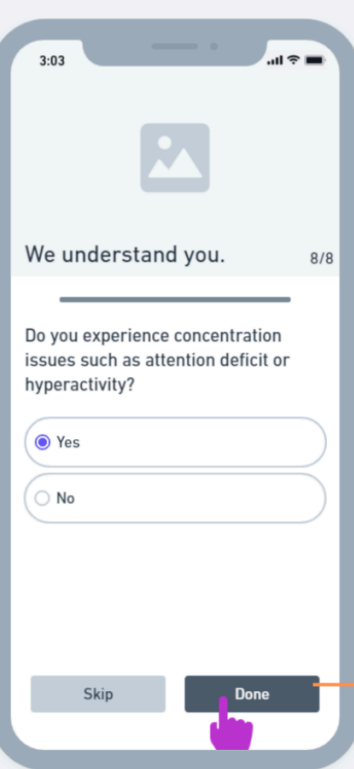 3:03
We understand you.
8/8
Do you experience concentration
issues such as attention deficit or
hyperactivity?
Yes
No
Skip
Done